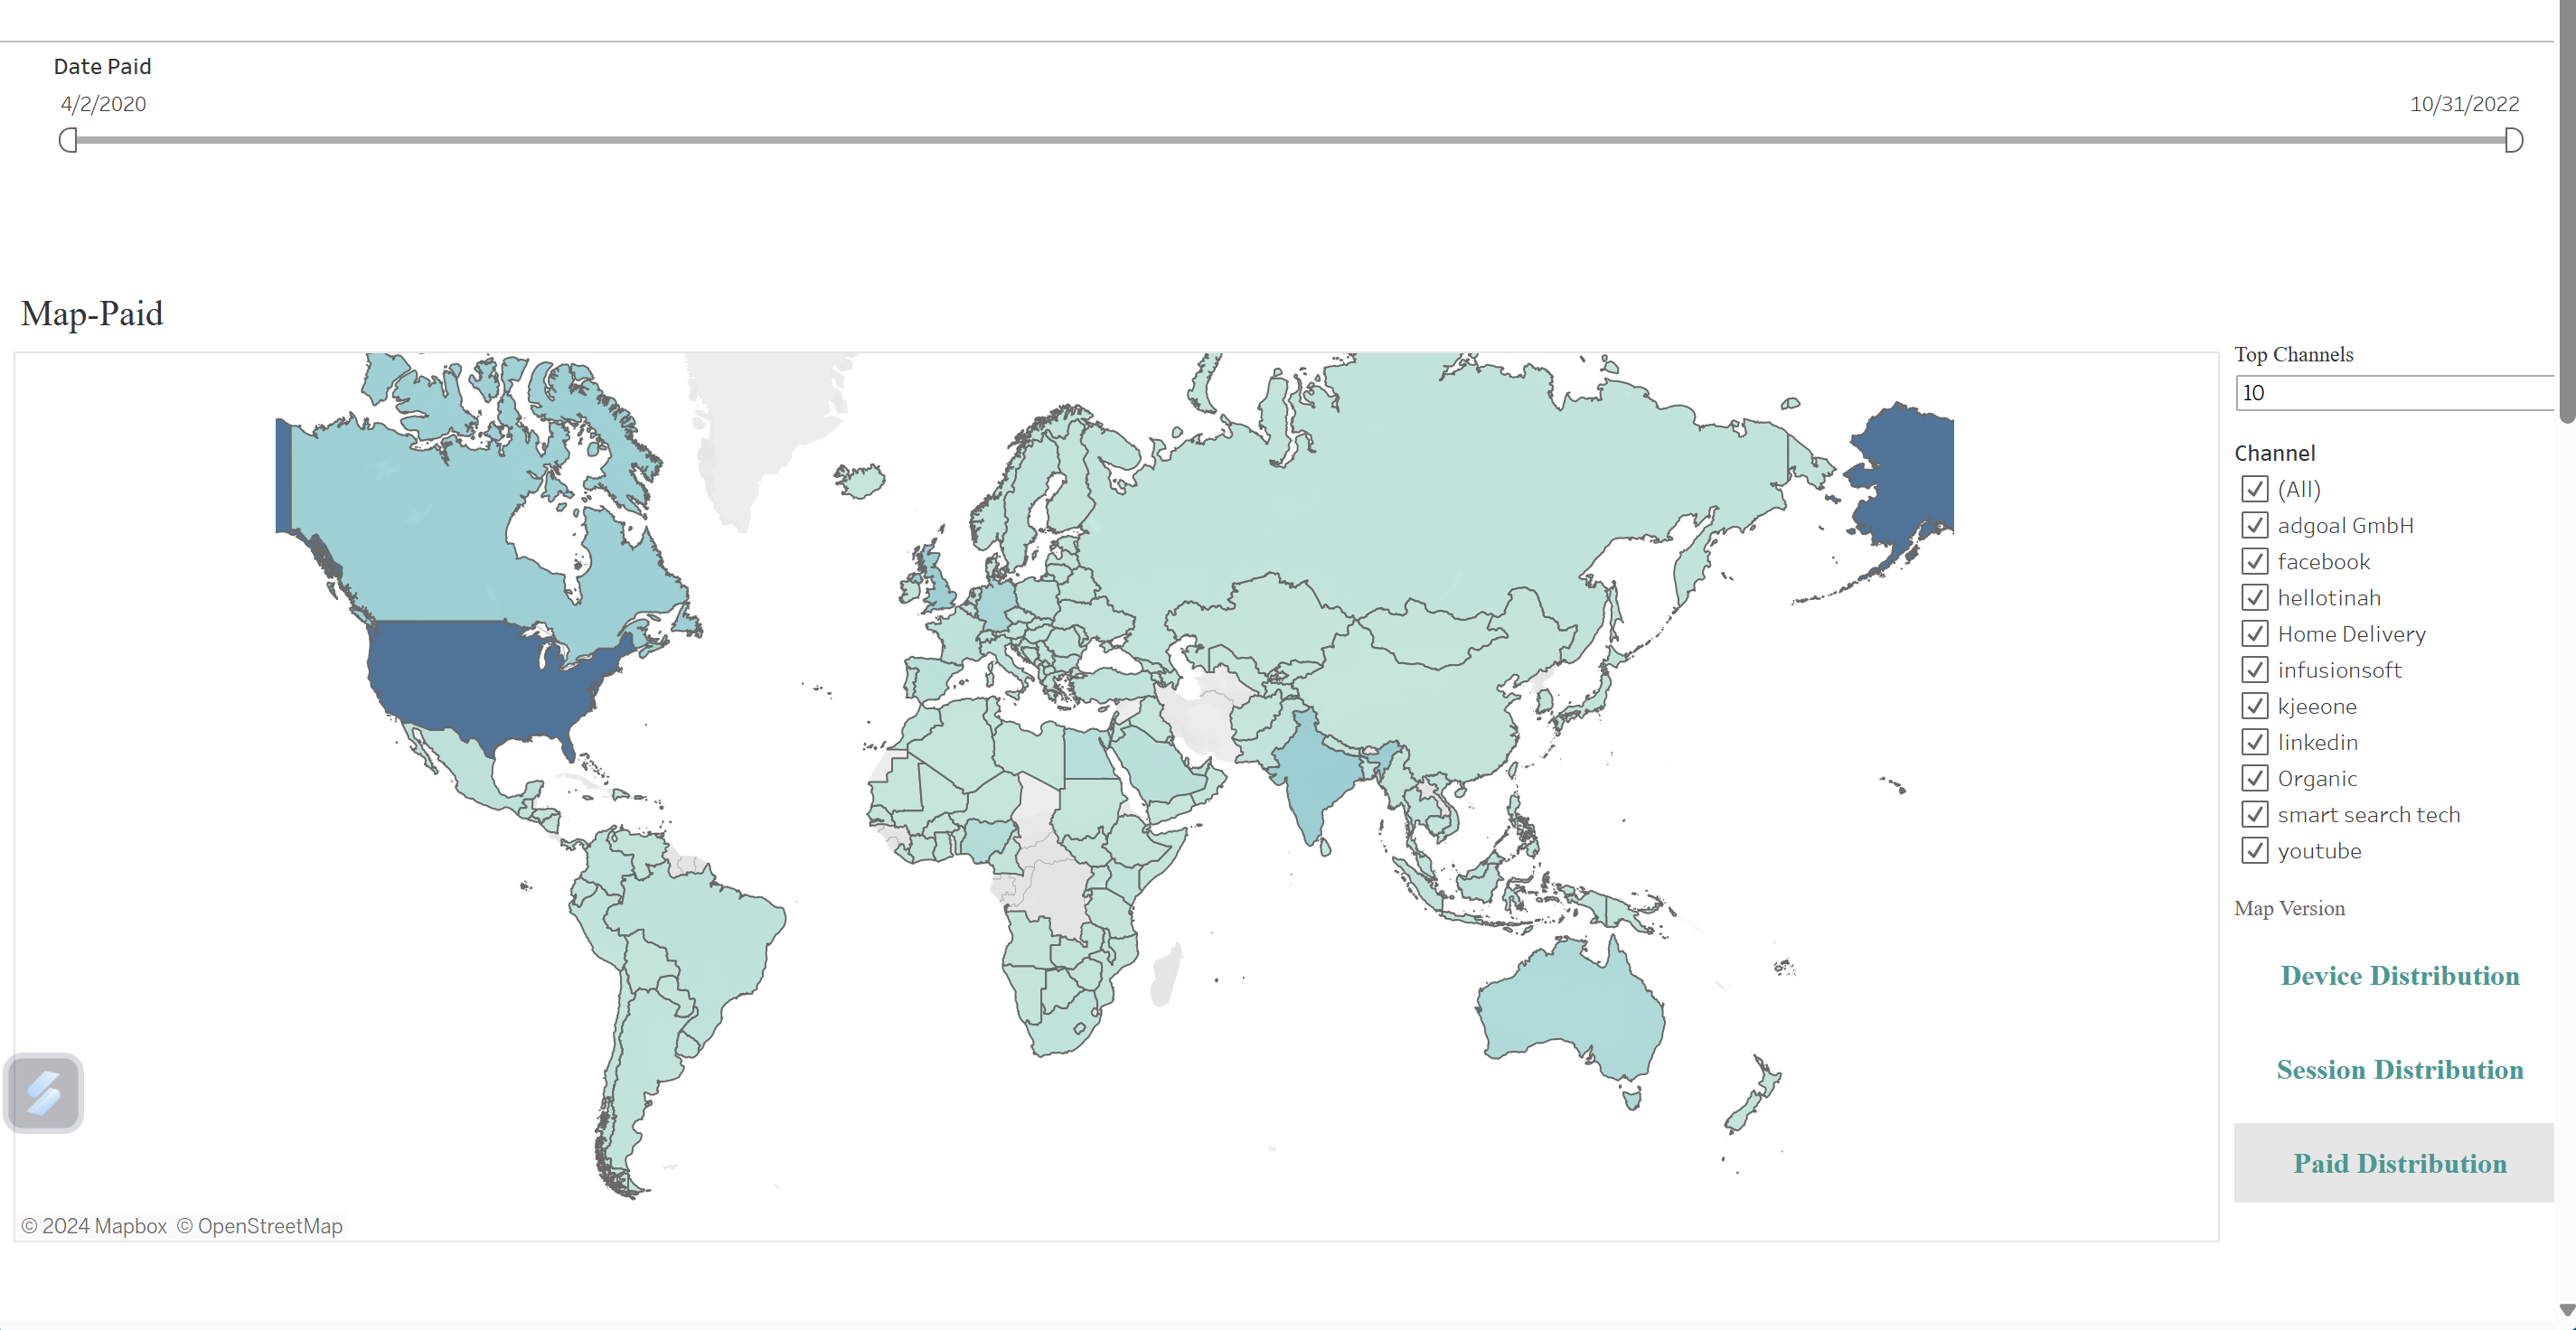 Date Paid
4/2/2020
10/31/2022
Map-Paid
Top Channels
10
Channel
(All)
adgoal GmbH
facebook
hellotinah
Home Delivery
infusionsoft
kjeeone
linkedin
Organic
smart search tech
youtube
Map Version
Device Distribution
Session Distribution
Paid Distribution
© 2024 Mapbox © OpenStreetMap